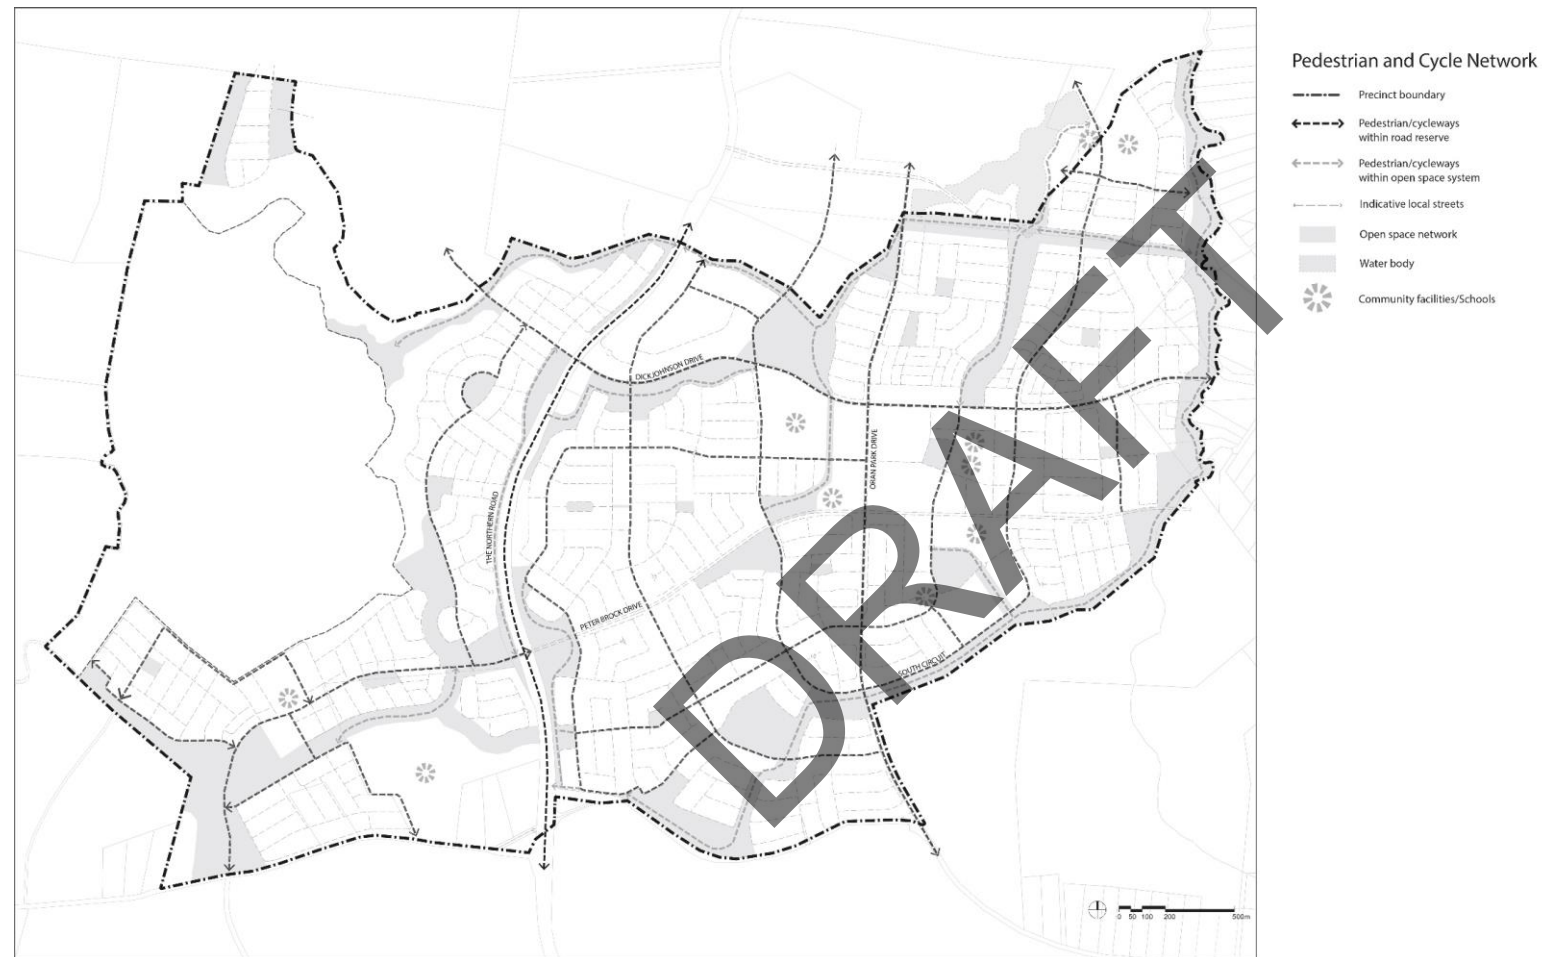 Pedestrian and Cycle Network
Precinct boundary
Pedestrian/cycleways
within road reserve
Pedestrian/cycleways
within open space system
Indicative local streets
Open space network
Water body
Community facilities/Schools
DICK JOHNSON DRIVE
ORAN PARK DRIVE
THE NORTHERN ROAD
PETER BROCK DRIVE
SOUTH CIRCUIT
DRAFT
0 50 100 200 500m